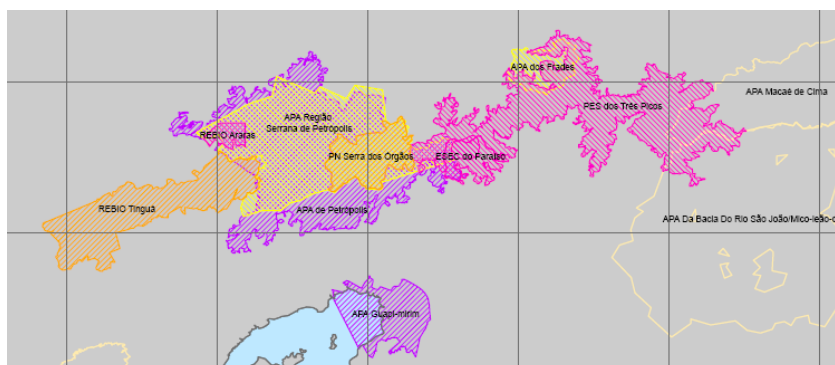 APA dos Frades
APA Macaé de Cima
PES dos Três Picos
APA Região
Serrana de Petrópolis
REBIO Araras
PN Serra dos Órgãos
ESEC do Paraíso
REBIO Tinguá
APA de Petrópolis
APA Da Bacia Do Rio São João/Mico-leão-d
APA Guapi-mirim